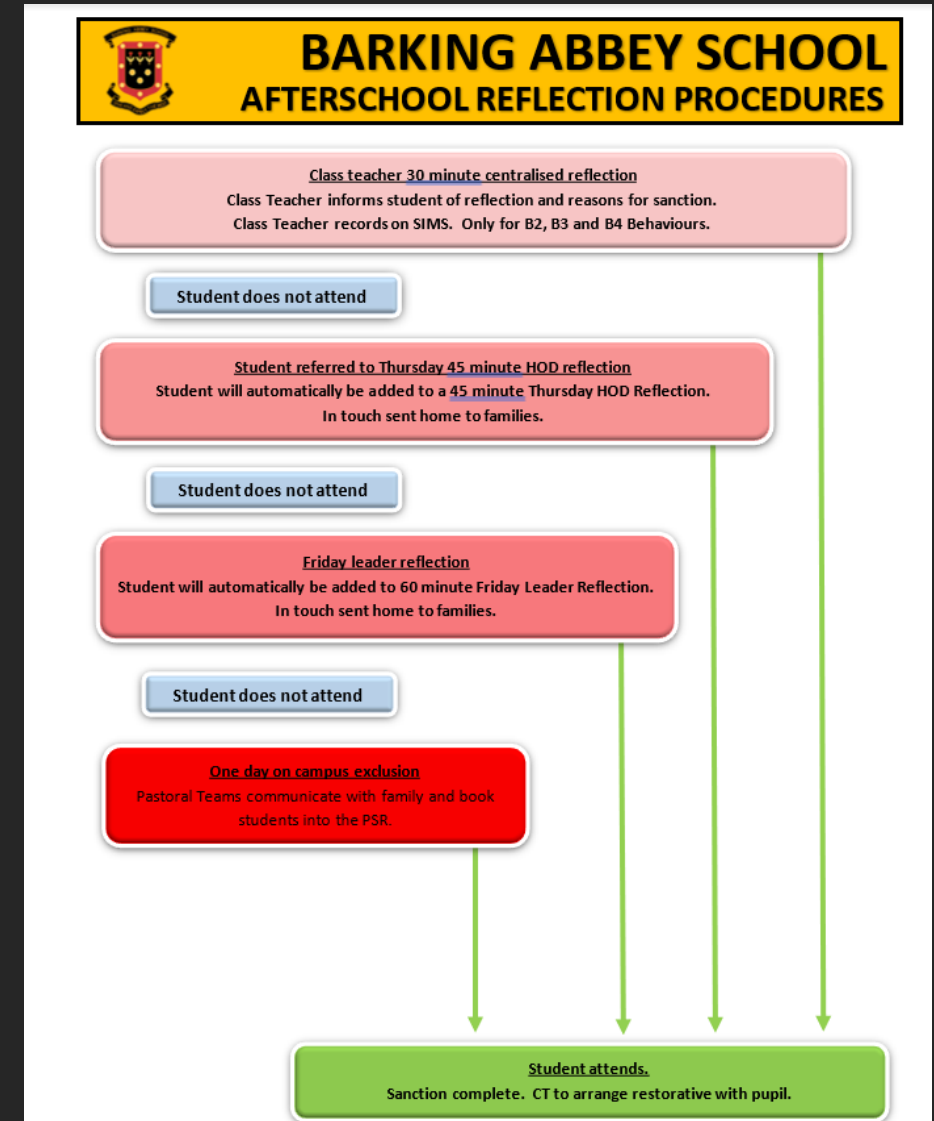 BARKING ABBEY SCHOOL
AFTERSCHOOL REFLECTION PROCEDURES
Class teacher 30 minute centralised reflection
Class Teacher informs student of reflection and reasons for sanction.
Class Teacher records on SIMS.  Only for B2, B3 and B4 Behaviours.
Student does not attend
Student referred to Thursday 45 minute HOD reflection
Student will automatically be added to a 45 minute Thursday HOD Reflection.
In touch sent home to families.
Student does not attend
Friday leader reflection
Student will automatically be added to 60 minute Friday Leader Reflection.
In touch sent home to families.
Student does not attend
One day on campus exclusion
Pastoral Teams communicate with family and book
students into the PSR.
Student attends.
Sanction complete.  CT to arrange restorative with pupil.